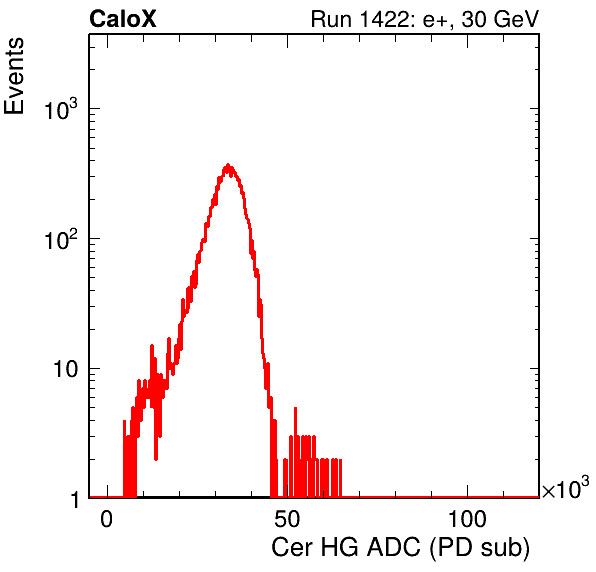 CaloX Run 1422: e+, 30 GeV
Events
10³
10²
10
1
0 50 100 ×10³
Cer HG ADC (PD sub)